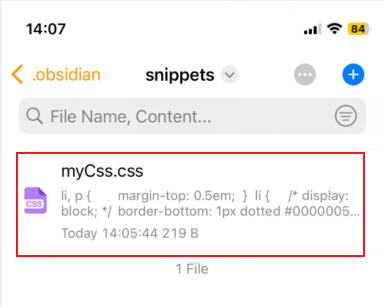 14:07
84
.obsidian
snippets
File Name, Content...
myCss.css
CSS
li, p { margin-top: 0.5em; } li { /* display:
block; */ border-bottom: 1px dotted #0000005...
Today 14:05:44 219 B
1 File